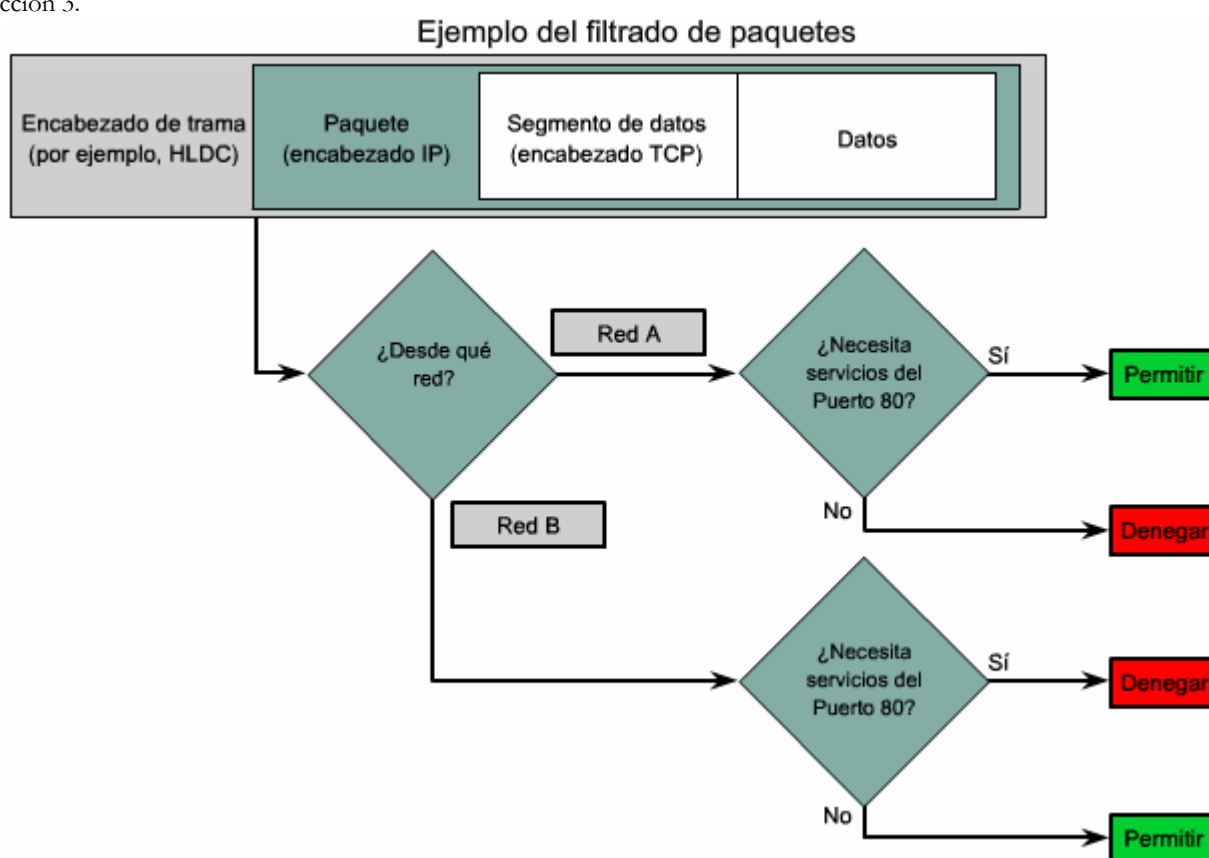 cción 3.
Ejemplo del filtrado de paquetes
Encabezado de trama
(por ejemplo, HLDC)
Paquete
(encabezado IP)
Segmento de datos
(encabezado TCP)
Datos
¿Desde qué
red?
Red A
¿Necesita
servicios del
Puerto 80?
Sí
Permitir
No
Denegar
Red B
¿Necesita
servicios del
Puerto 80?
Sí
Denegar
No
Permitir